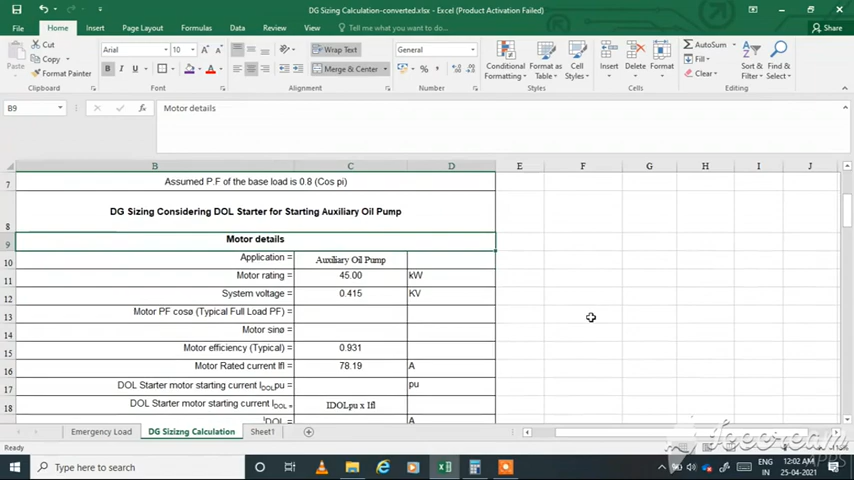 DG Sizing Calculation-converted.xlsx - Excel (Product Activation Failed)
File Home Insert Page Layout Formulas Data Review View Tell me what you want to do... Share
Cut
Copy
Format Painter
Paste
Clipboard
Arial 10
B I U
Font
Wrap Text
Merge & Center
Alignment
General
Number
Conditional Formatting
Format as Table
Cell Styles
Styles
Insert Delete Format
Cells
AutoSum
Fill
Clear
Sort & Filter
Find & Select
Editing
B9 fx Motor details
B C D E F G H I J
7 Assumed P.F of the base load is 0.8 (Cos pi)
8 DG Sizing Considering DOL Starter for Starting Auxiliary Oil Pump
9 Motor details
10 Application = Auxiliary Oil Pump
11 Motor rating = 45.00 kW
12 System voltage = 0.415 KV
13 Motor PF cosø (Typical Full Load PF) =
14 Motor sinø =
15 Motor efficiency (Typical) = 0.931
16 Motor Rated current Ifl = 78.19 A
17 DOL Starter motor starting current IDOLpu = pu
18 DOL Starter motor starting current IDOL = IDOLpu x Ifl
IDOL = A
Emergency Load DG Sizizng Calculation Sheet1
Ready
icecream
APPS
Type here to search
ENG
IN
12:02 AM
25-04-2021